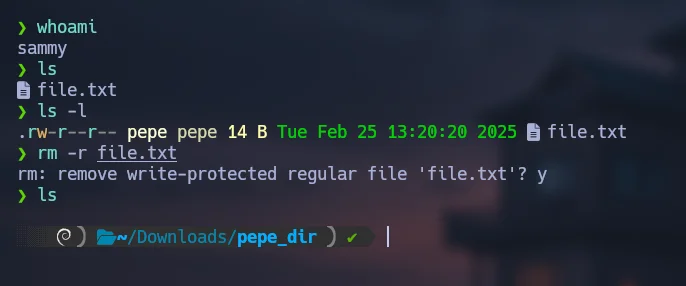 ❯ whoami
sammy
❯ ls
file.txt
❯ ls -l
.rw-r--r-- pepe pepe 14 B Tue Feb 25 13:20:20 2025 file.txt
❯ rm -r file.txt
rm: remove write-protected regular file 'file.txt'? y
❯ ls
) ~/Downloads/pepe_dir ) ✔